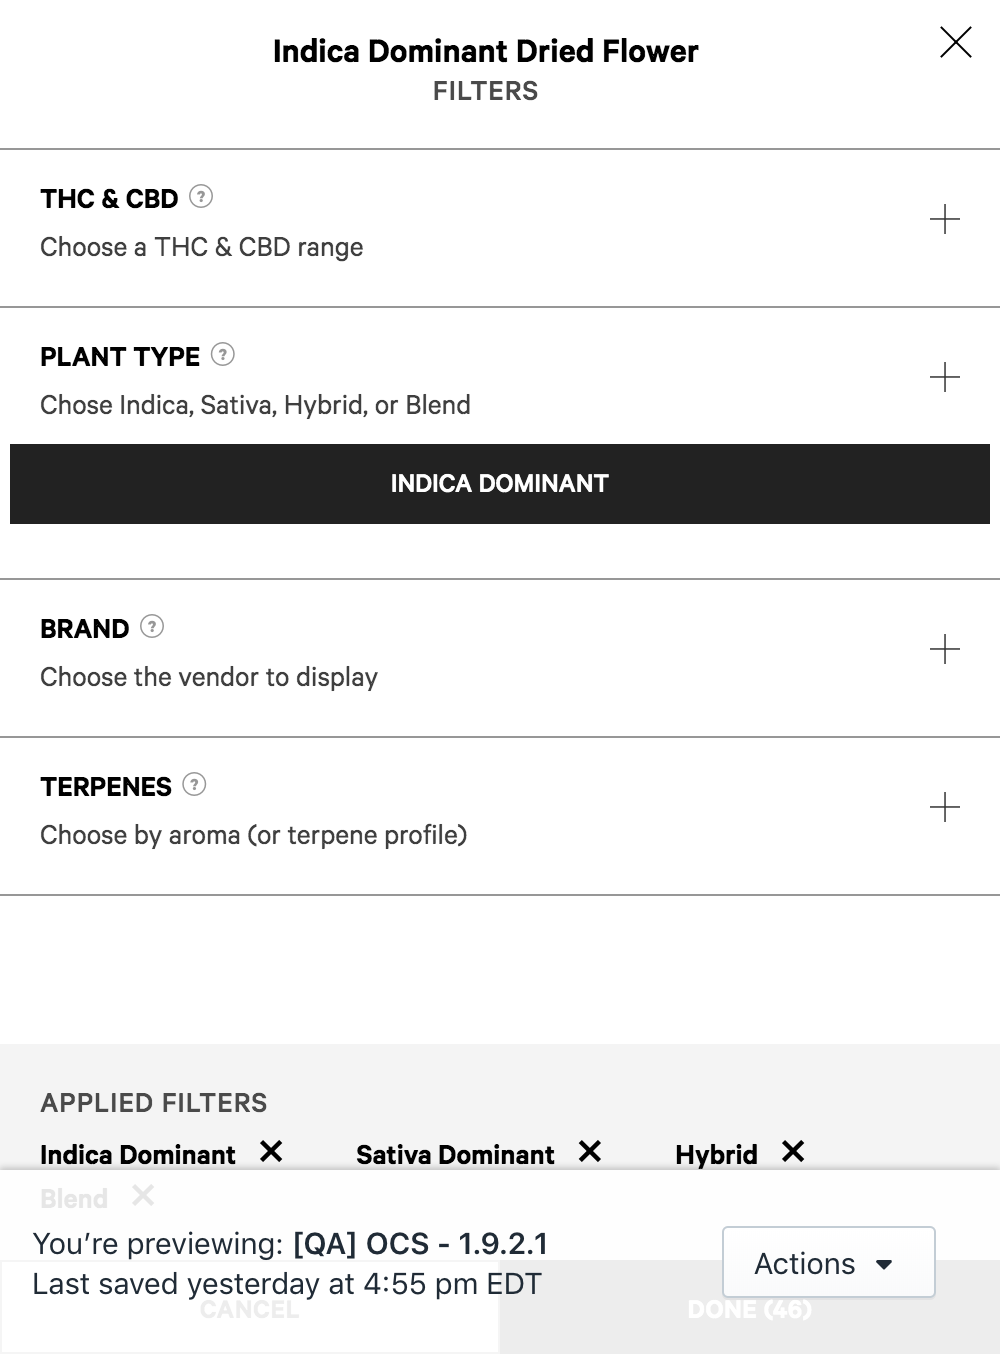 Indica Dominant Dried Flower
FILTERS
THC & CBD ?
Choose a THC & CBD range
PLANT TYPE ?
Chose Indica, Sativa, Hybrid, or Blend
INDICA DOMINANT
BRAND ?
Choose the vendor to display
TERPENES ?
Choose by aroma (or terpene profile)
APPLIED FILTERS
Indica Dominant Sativa Dominant Hybrid
Blend
You’re previewing: [QA] OCS - 1.9.2.1
Last saved yesterday at 4:55 pm EDT
Actions
CANCEL DONE (46)